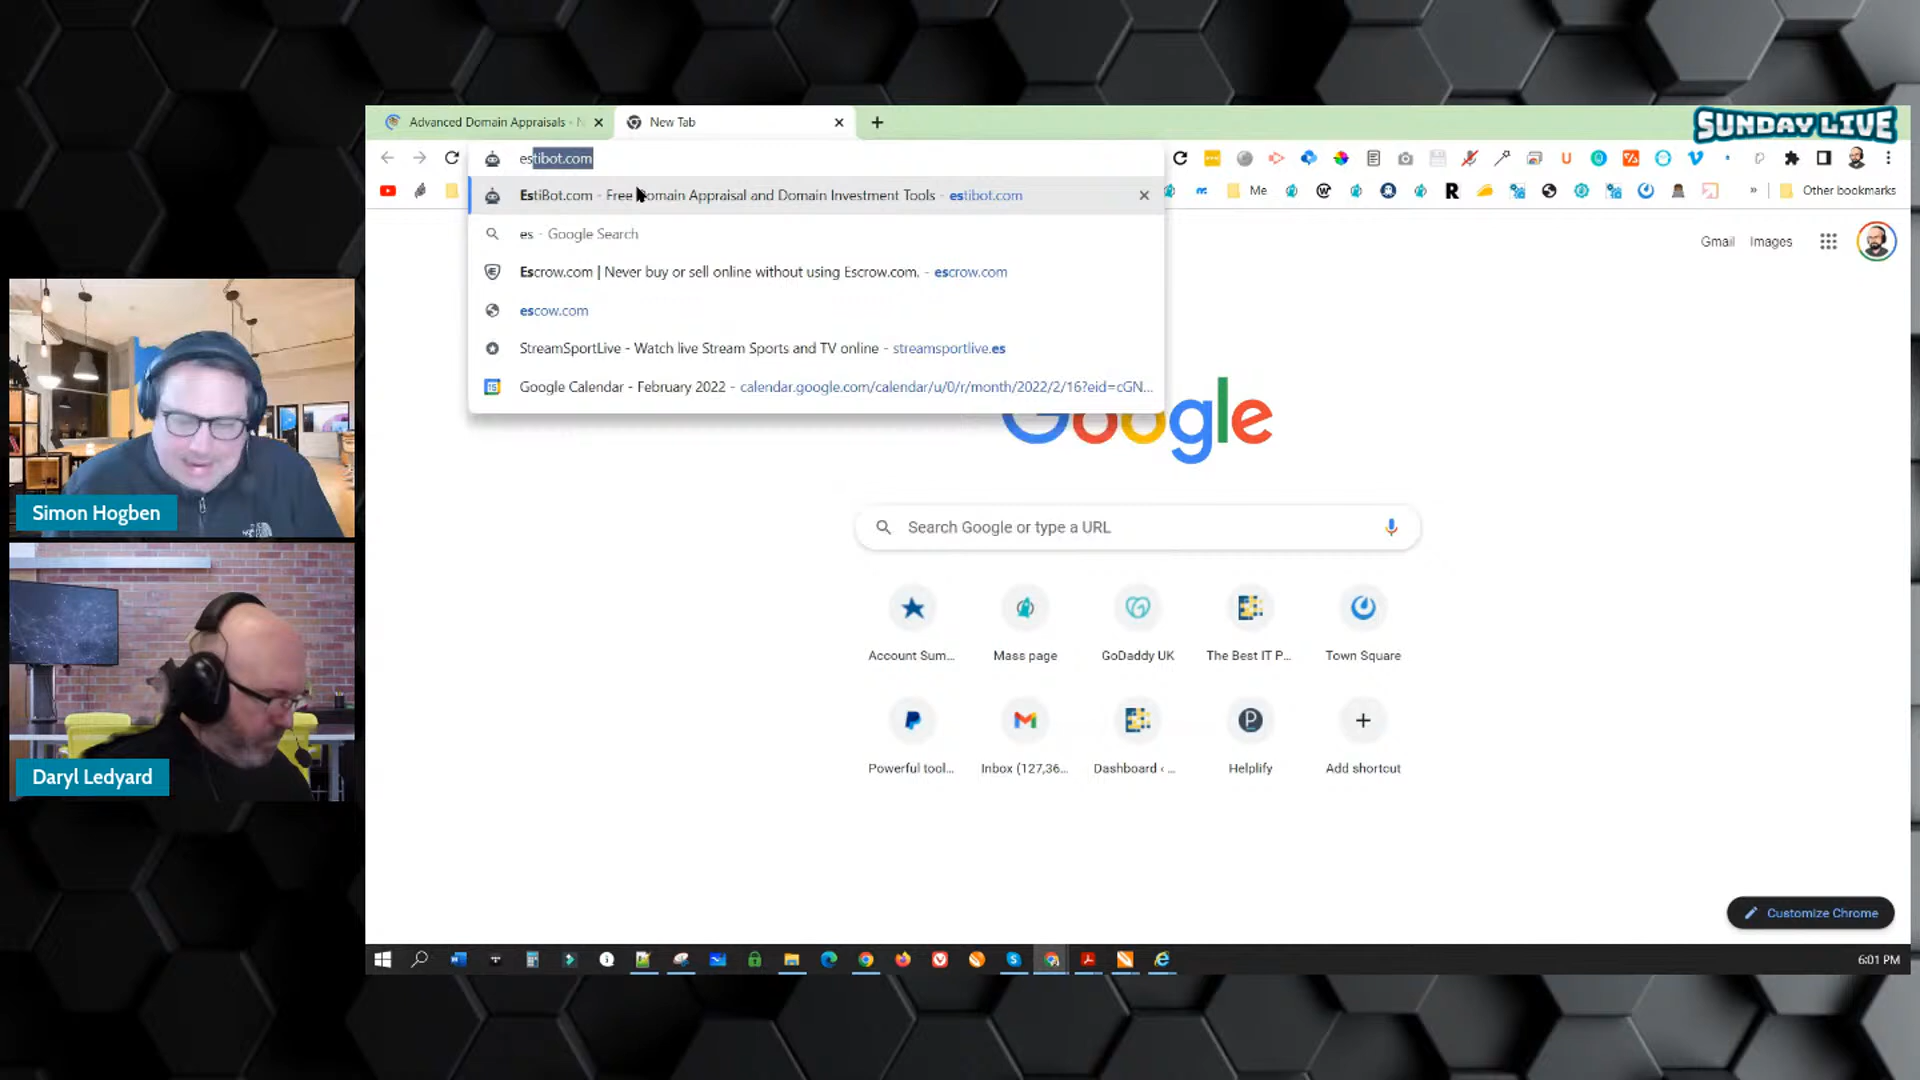 SUNDAY LIVE
Advanced Domain Appraisals - N
New Tab
estibot.com
EstiBot.com - Free Domain Appraisal and Domain Investment Tools - estibot.com
es - Google Search
Escrow.com | Never buy or sell online without using Escrow.com. - escrow.com
escow.com
StreamSportLive - Watch live Stream Sports and TV online - streamsportlive.es
Google Calendar - February 2022 - calendar.google.com/calendar/u/0/r/month/2022/2/16?eid=cGN...
Me
Other bookmarks
Gmail
Images
Google
Search Google or type a URL
Account Sum...
Mass page
GoDaddy UK
The Best IT P...
Town Square
Powerful tool...
Inbox (127,36...
Dashboard ‹ ...
Helplify
Add shortcut
Customize Chrome
6:01 PM
Simon Hogben
Daryl Ledyard